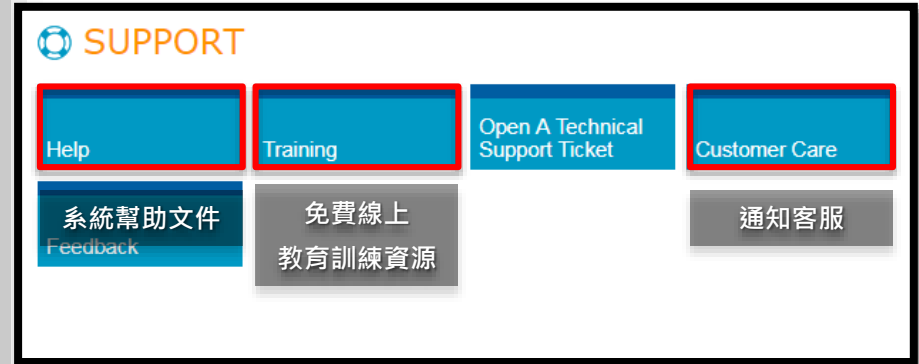 SUPPORT
Help
Training
Open A Technical
Support Ticket
Customer Care
系統幫助文件
Feedback
免費線上
教育訓練資源
通知客服